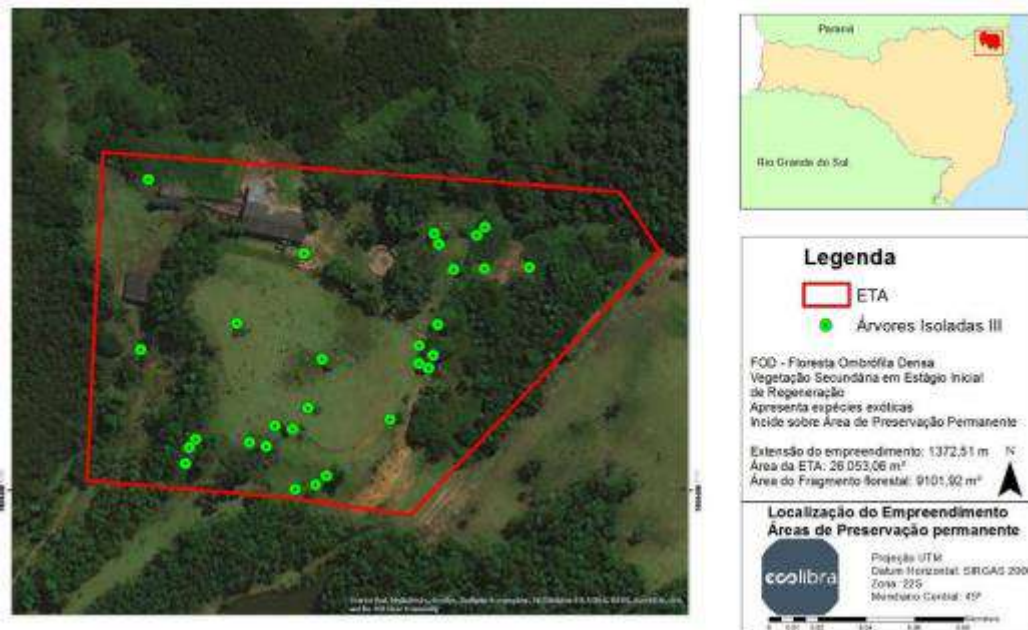 Paraná
Rio Grande do Sul
Legenda
ETA
Árvores Isoladas III
FOD - Floresta Ombrófila Densa
Vegetação Secundária em Estágio Inicial
de Regeneração
Apresenta espécies exóticas
Incide sobre Área de Preservação Permanente
Extensão do empreendimento: 1372,51 m
N
Área da ETA: 26.053,06 m²
Área do Fragmento florestal: 9101,92 m²
Localização do Empreendimento
Áreas de Preservação permanente
ecolibra
Projeção UTM
Datum Horizontal: SIRGAS
Zona: 22S
Meridiano Central: 45º